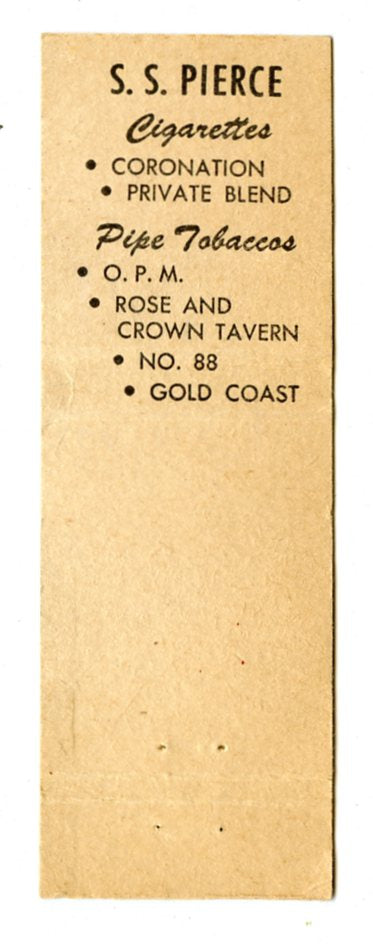 S. S. PIERCE
Cigarettes
• CORONATION
• PRIVATE BLEND
Pipe Tobaccos
• O. P. M.
• ROSE AND
CROWN TAVERN
• NO. 88
• GOLD COAST